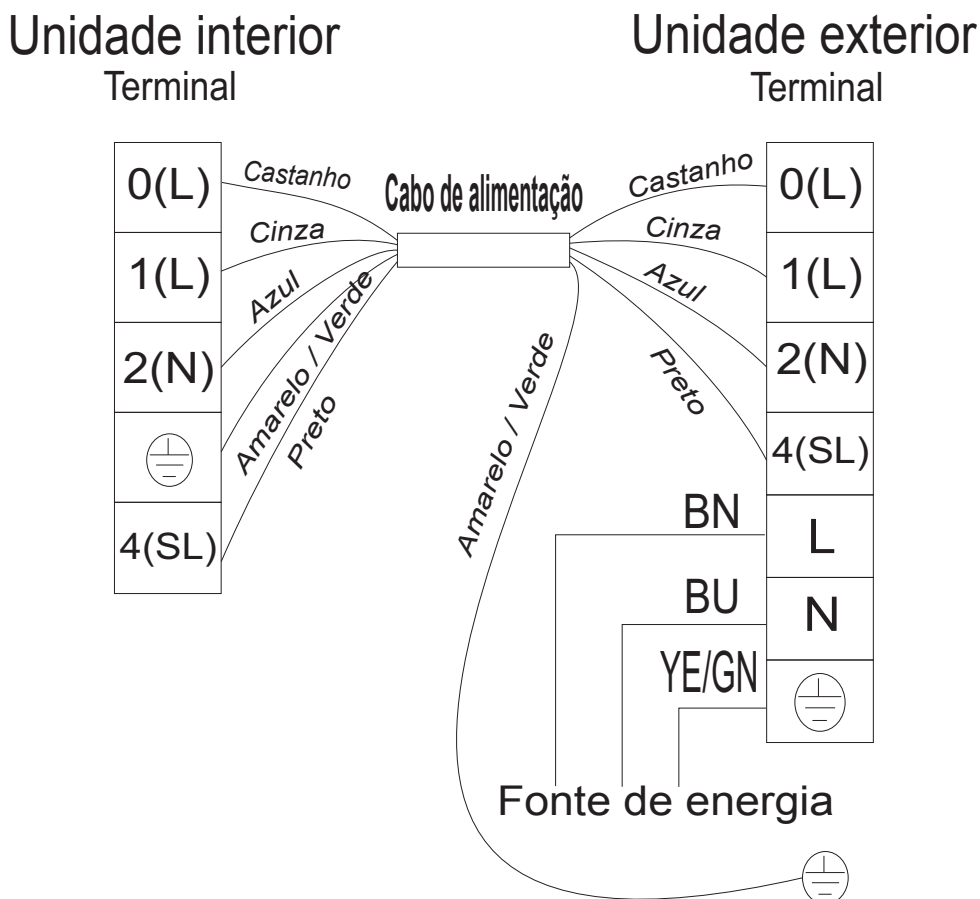 Unidade interior
Terminal
0(L)
1(L)
2(N)
4(SL)
Castanho
Cinza
Azul
Amarelo / Verde
Preto
Cabo de alimentação
Unidade exterior
Terminal
Castanho
Cinza
Azul
Preto
Amarelo / Verde
0(L)
1(L)
2(N)
4(SL)
BN
L
BU
N
YE/GN
Fonte de energia